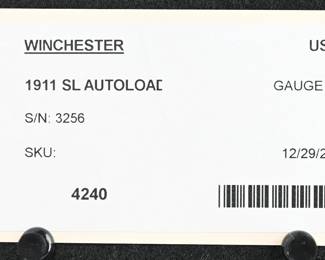 WINCHESTER US
1911 SL AUTOLOAD GAUGE
S/N: 3256
SKU: 12/29/2
4240